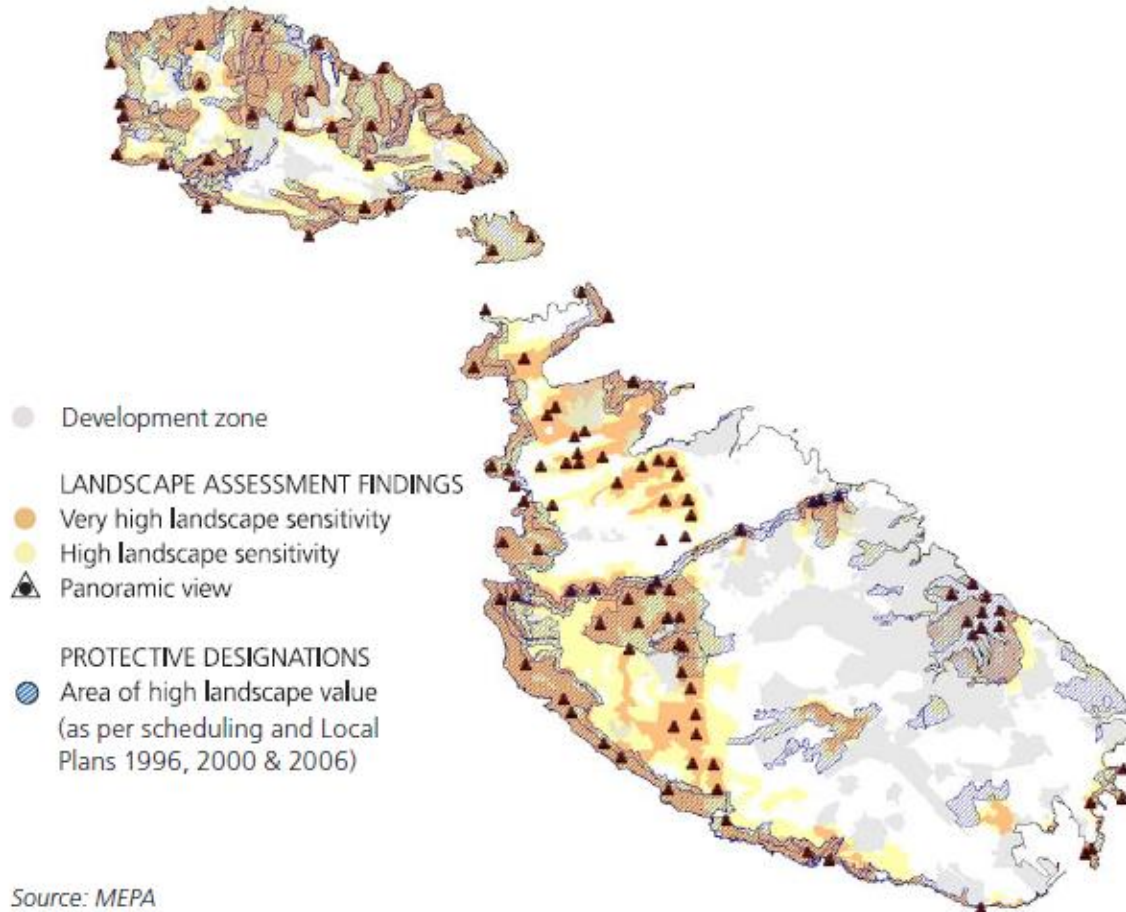 Development zone
LANDSCAPE ASSESSMENT FINDINGS
Very high landscape sensitivity
High landscape sensitivity
Panoramic view
PROTECTIVE DESIGNATIONS
Area of high landscape value
(as per scheduling and Local
Plans 1996, 2000 & 2006)
Source: MEPA